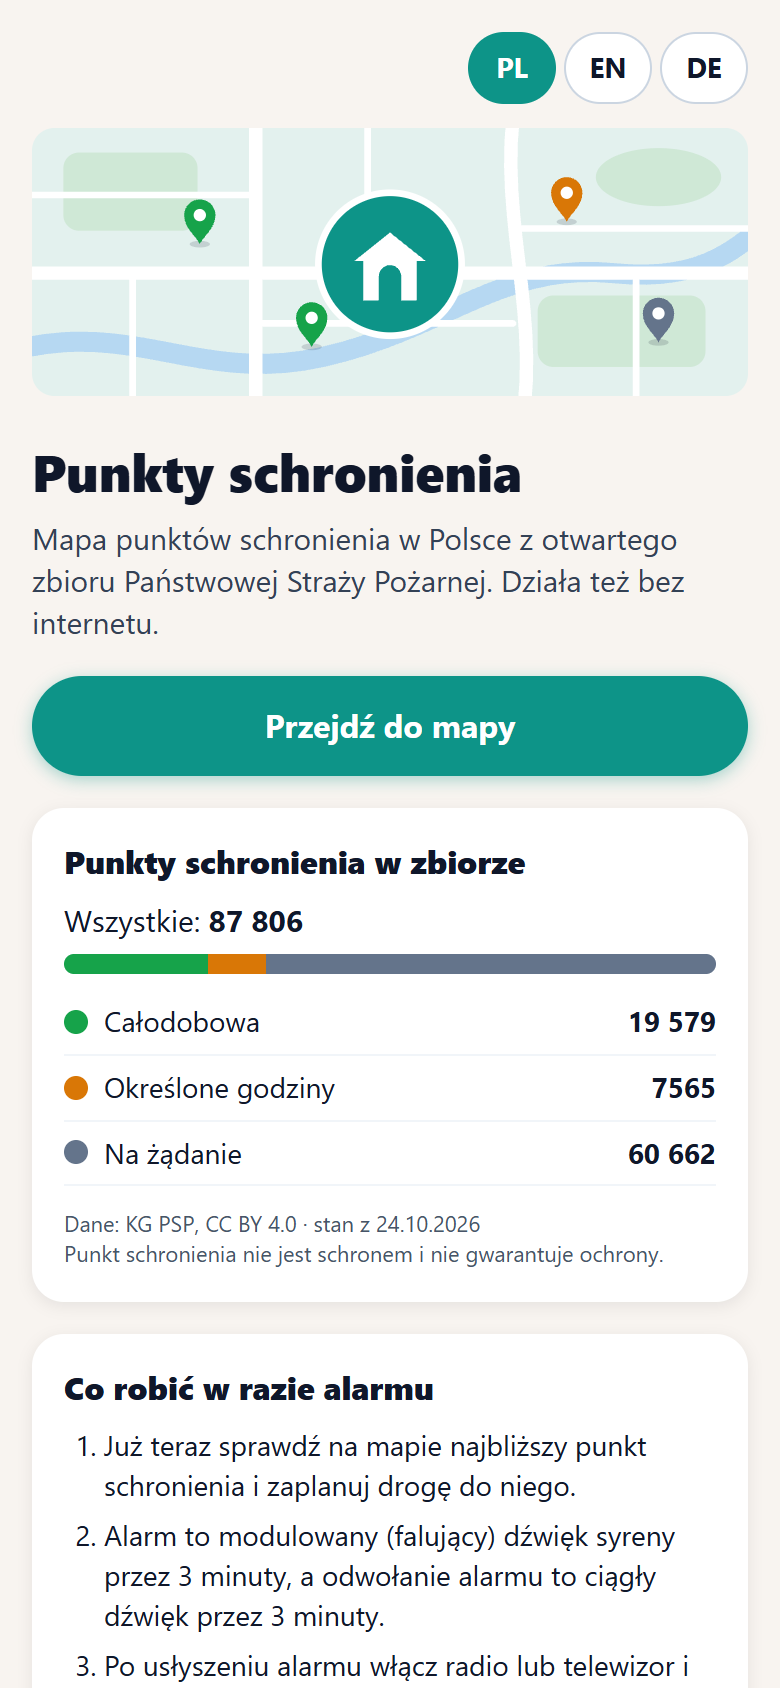 PL EN DE
Punkty schronienia
Mapa punktów schronienia w Polsce z otwartego
zbioru Państwowej Straży Pożarnej. Działa też bez
internetu.
Przejdź do mapy
Punkty schronienia w zbiorze
Wszystkie: 87 806
Całodobowa 19 579
Określone godziny 7565
Na żądanie 60 662
Dane: KG PSP, CC BY 4.0 · stan z 24.10.2026
Punkt schronienia nie jest schronem i nie gwarantuje ochrony.
Co robić w razie alarmu
1. Już teraz sprawdź na mapie najbliższy punkt
schronienia i zaplanuj drogę do niego.
2. Alarm to modulowany (falujący) dźwięk syreny
przez 3 minuty, a odwołanie alarmu to ciągły
dźwięk przez 3 minuty.
3. Po usłyszeniu alarmu włącz radio lub telewizor i